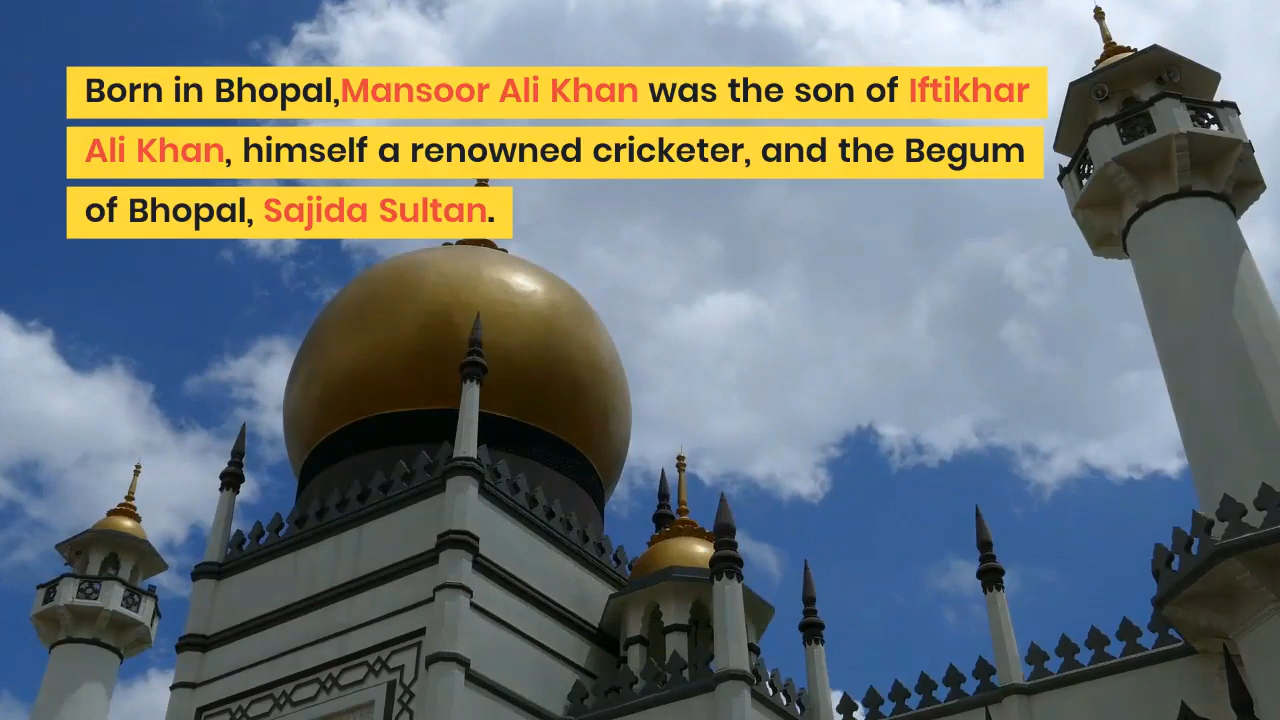 Born in Bhopal,Mansoor Ali Khan was the son of Iftikhar
Ali Khan, himself a renowned cricketer, and the Begum
of Bhopal, Sajida Sultan.